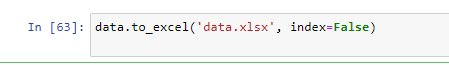 In [63]: data.to_excel('data.xlsx', index=False)